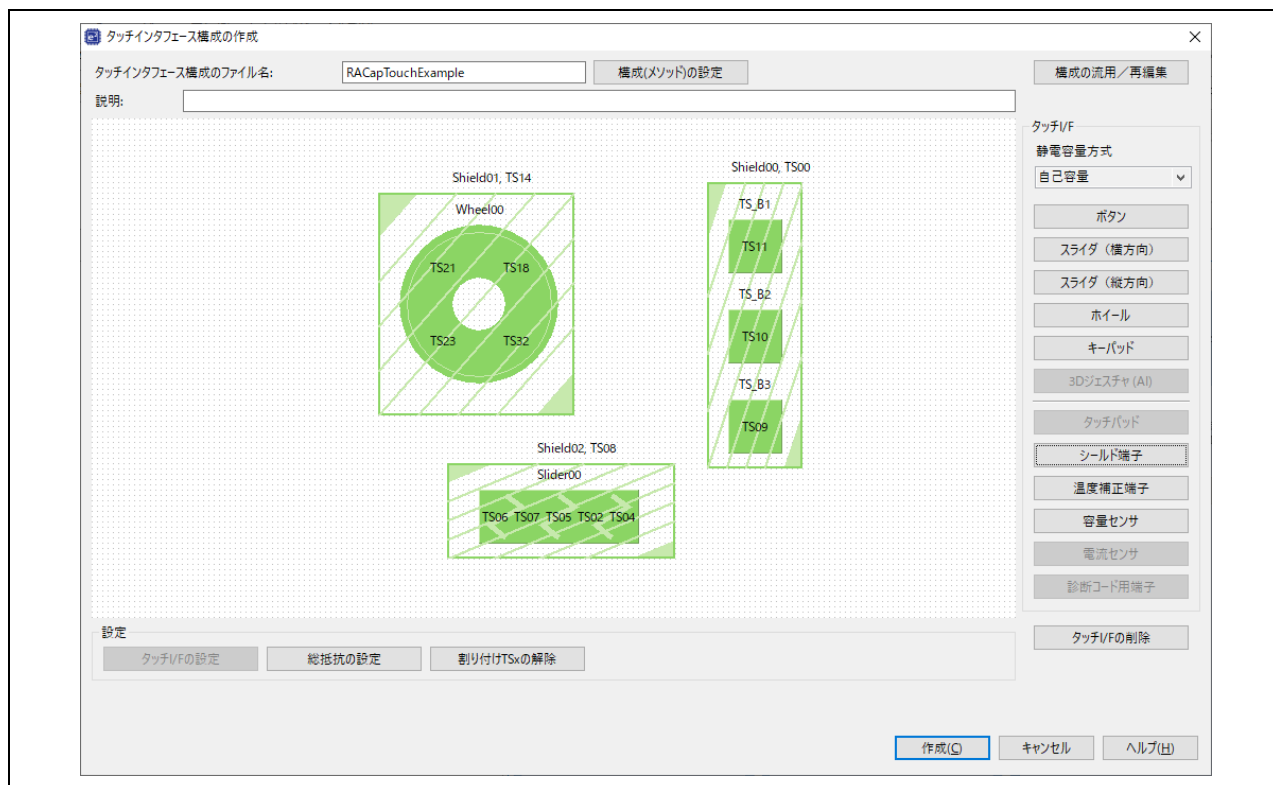 タッチインタフェース構成の作成
タッチインタフェース構成のファイル名: RACapTouchExample 構成(メソッド)の設定 構成の流用／再編集
説明:
タッチI/F
静電容量方式
自己容量
ボタン
スライダ（横方向）
スライダ（縦方向）
ホイール
キーパッド
3Dジェスチャ (AI)
タッチパッド
シールド端子
温度補正端子
容量センサ
電流センサ
診断コード用端子
タッチI/Fの削除
Shield01, TS14
Wheel00
TS21 TS18
TS23 TS32
Shield00, TS00
TS_B1
TS11
TS_B2
TS10
TS_B3
TS09
Shield02, TS08
Slider00
TS06 TS07 TS05 TS02 TS04
設定
タッチI/Fの設定 総抵抗の設定 割り付けTSxの解除
作成(C) キャンセル ヘルプ(H)